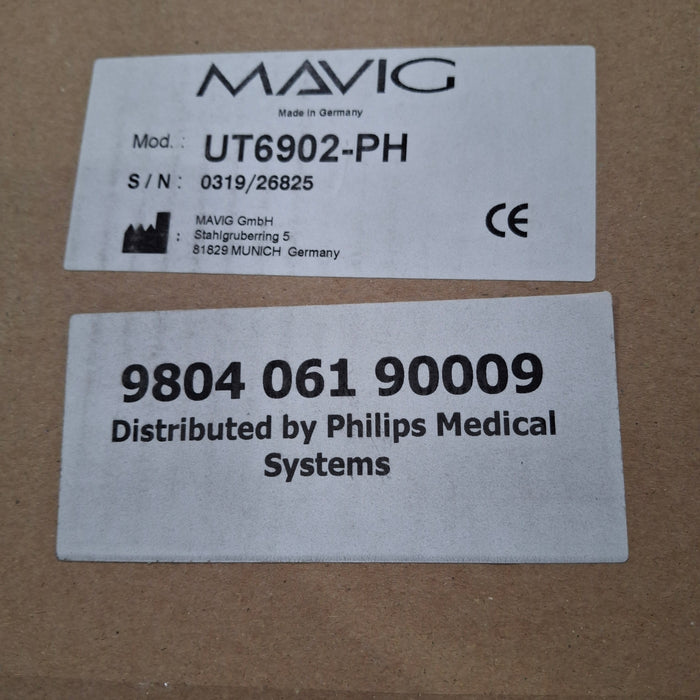 MAVIG
Made in Germany
Mod. : UT6902-PH
S / N : 0319/26825
MAVIG GmbH
: Stahlgruberring 5
81829 MUNICH Germany
CE
9804 061 90009
Distributed by Philips Medical
Systems